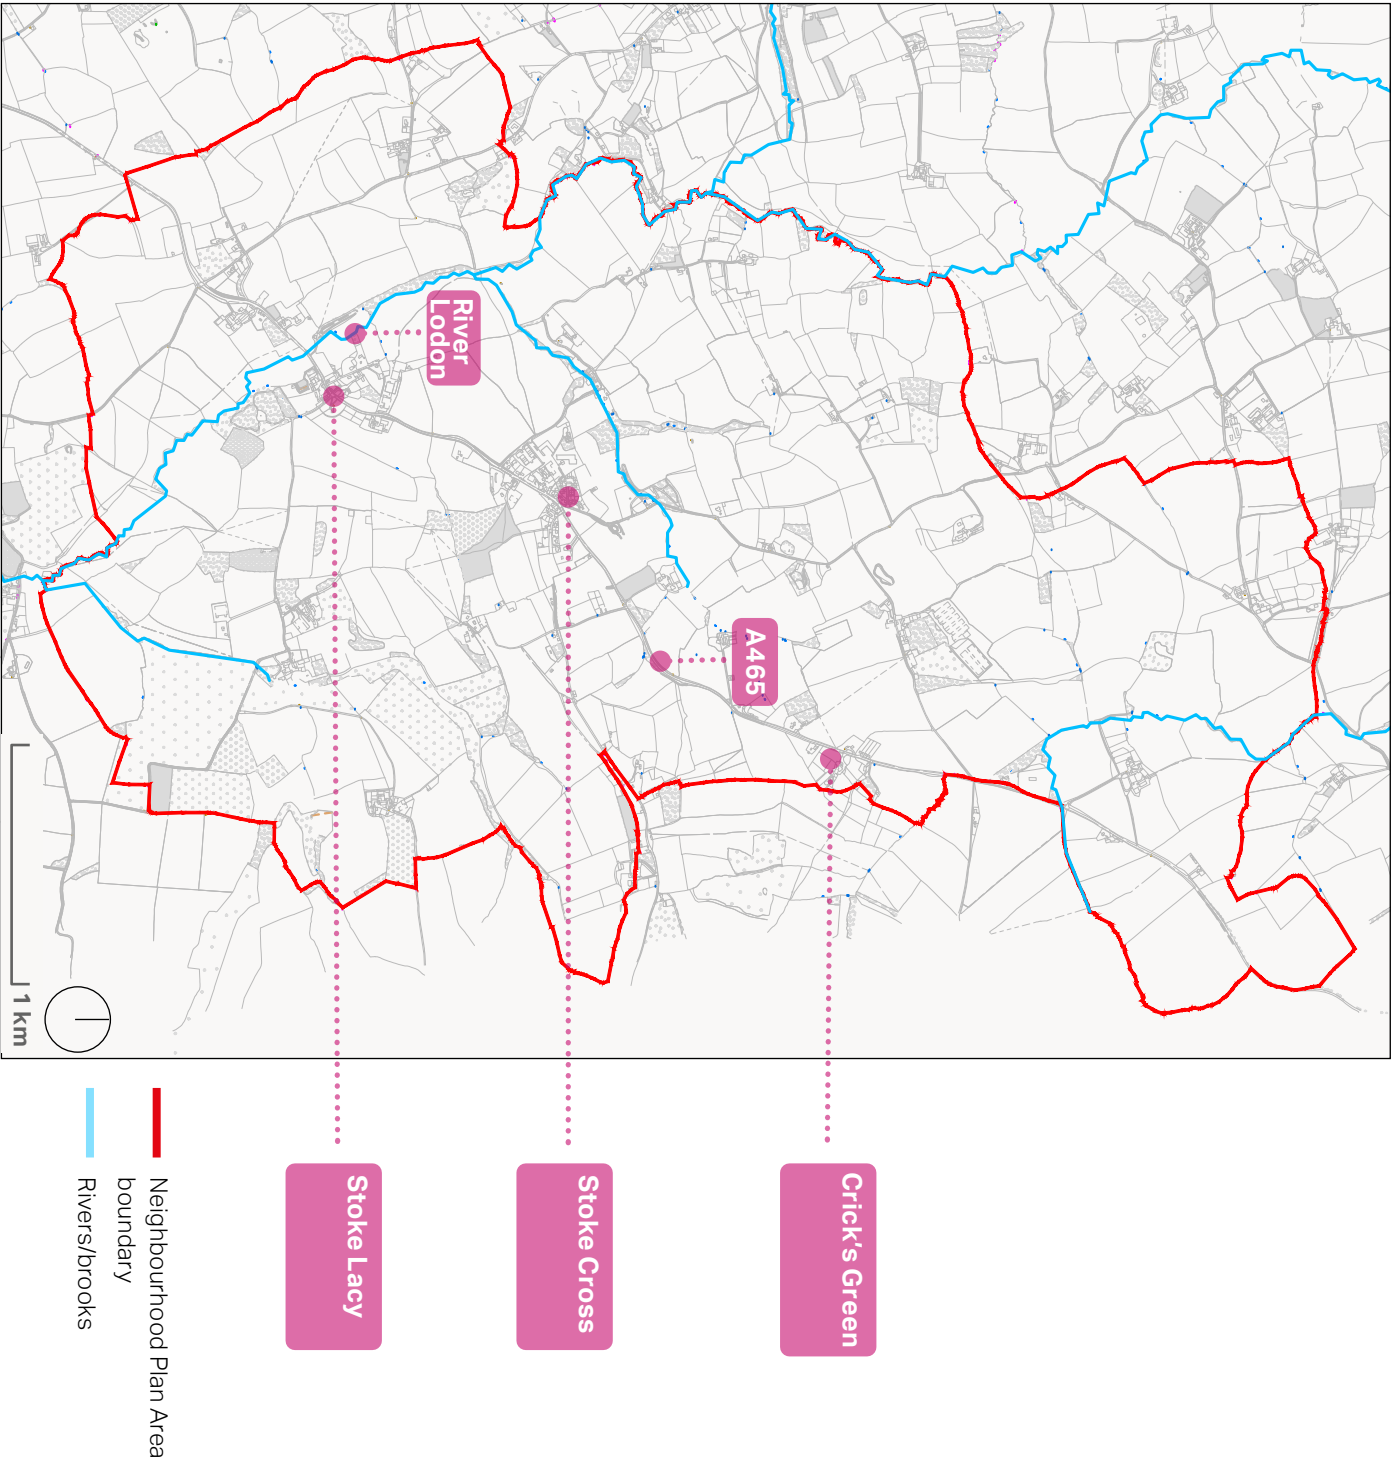 River
Lodon
A465
Crick's Green
Stoke Cross
Stoke Lacy
1 km
Neighbourhood Plan Area
boundary
Rivers/brooks